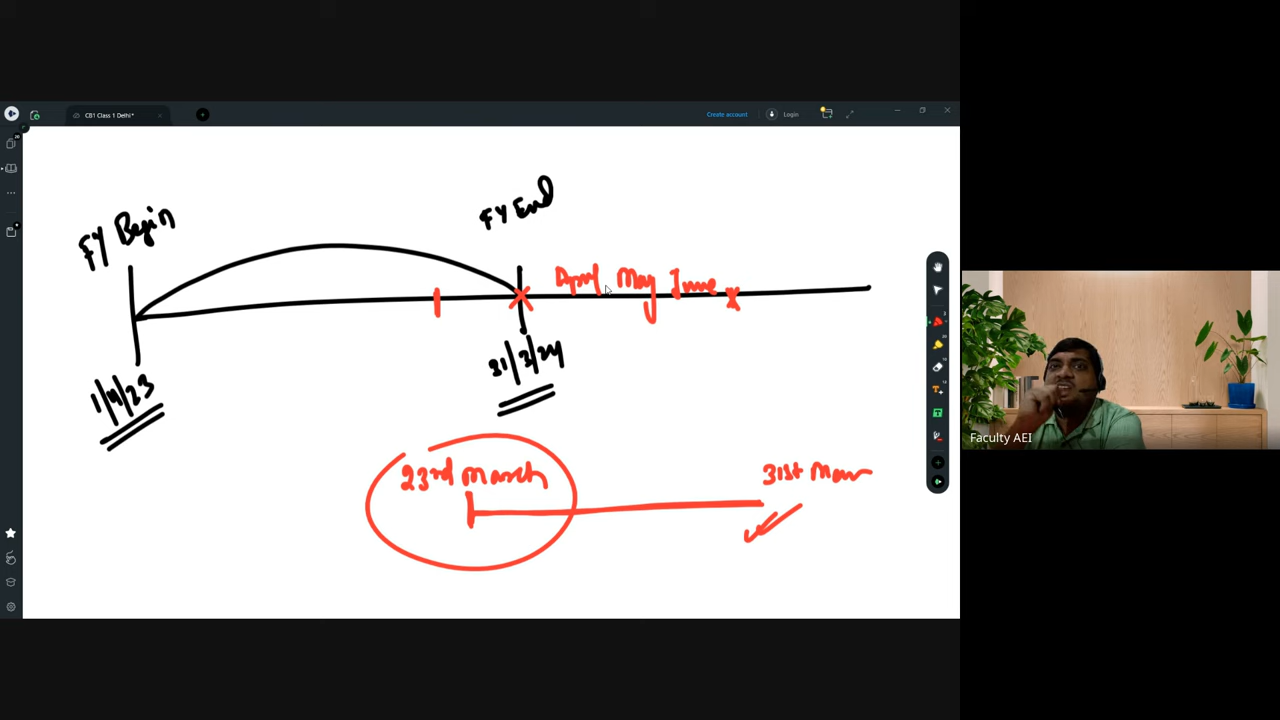 CB1 Class 1 Delhi*
Create account
Login
FY Begin
FY End
April May June
1/4/23
31/3/24
23rd March
31st Mar
Faculty AEI